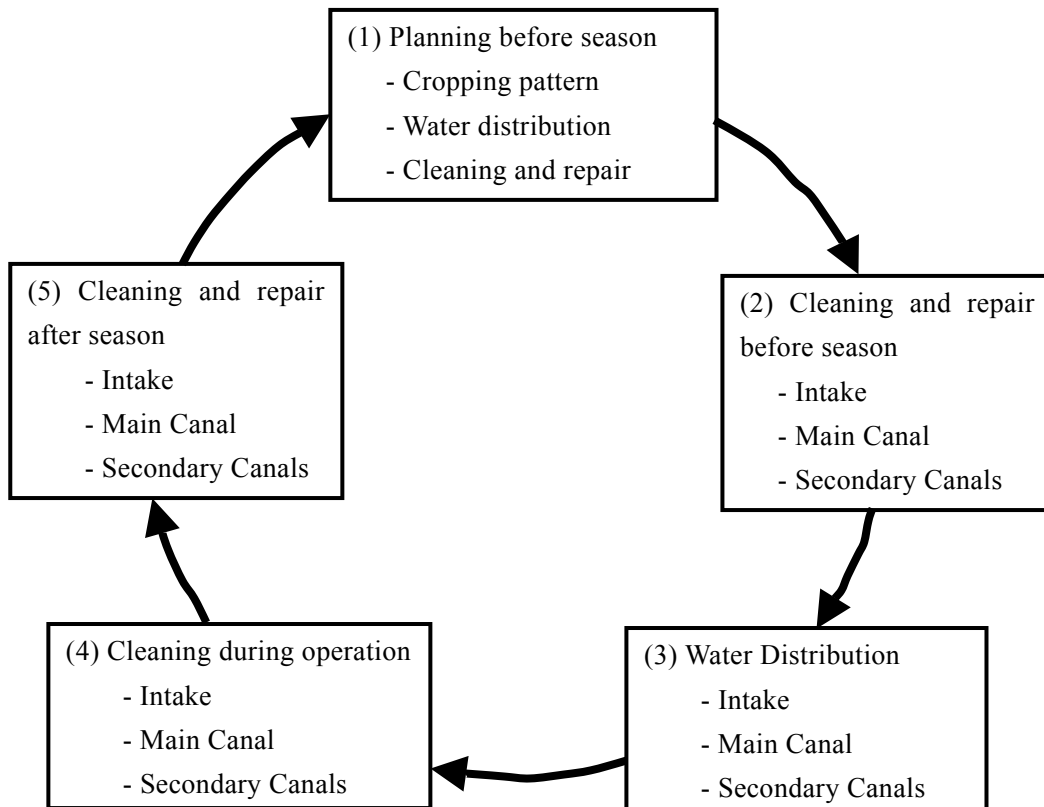 (1) Planning before season
- Cropping pattern
- Water distribution
- Cleaning and repair
(2) Cleaning and repair
before season
- Intake
- Main Canal
- Secondary Canals
(3) Water Distribution
- Intake
- Main Canal
- Secondary Canals
(4) Cleaning during operation
- Intake
- Main Canal
- Secondary Canals
(5) Cleaning and repair
after season
- Intake
- Main Canal
- Secondary Canals